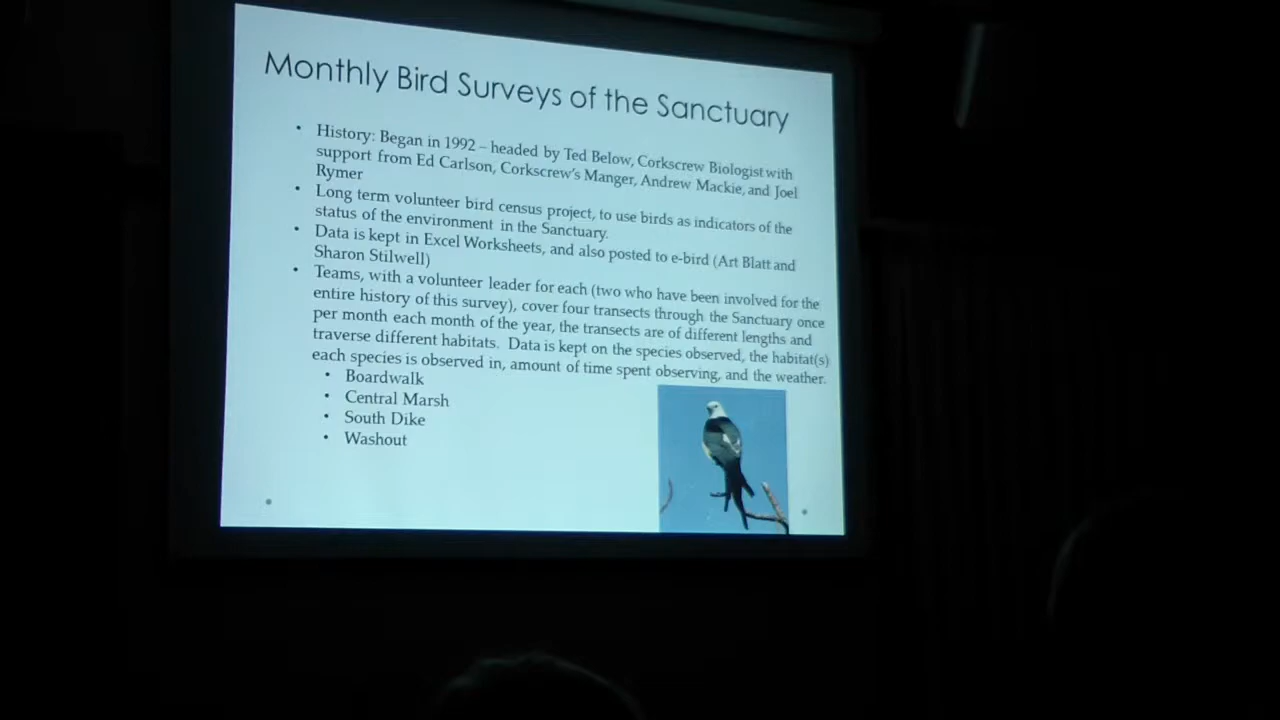 Monthly Bird Surveys of the Sanctuary
• History: Began in 1992 – headed by Ted Below, Corkscrew Biologist with
support from Ed Carlson, Corkscrew's Manger, Andrew Mackie, and Joel
Rymer
• Long term volunteer bird census project, to use birds as indicators of the
status of the environment in the Sanctuary.
• Data is kept in Excel Worksheets, and also posted to e-bird (Art Blatt and
Sharon Stilwell)
• Teams, with a volunteer leader for each (two who have been involved for the
entire history of this survey), cover four transects through the Sanctuary once
per month each month of the year, the transects are of different lengths and
traverse different habitats. Data is kept on the species observed, the habitat(s)
each species is observed in, amount of time spent observing, and the weather.
• Boardwalk
• Central Marsh
• South Dike
• Washout